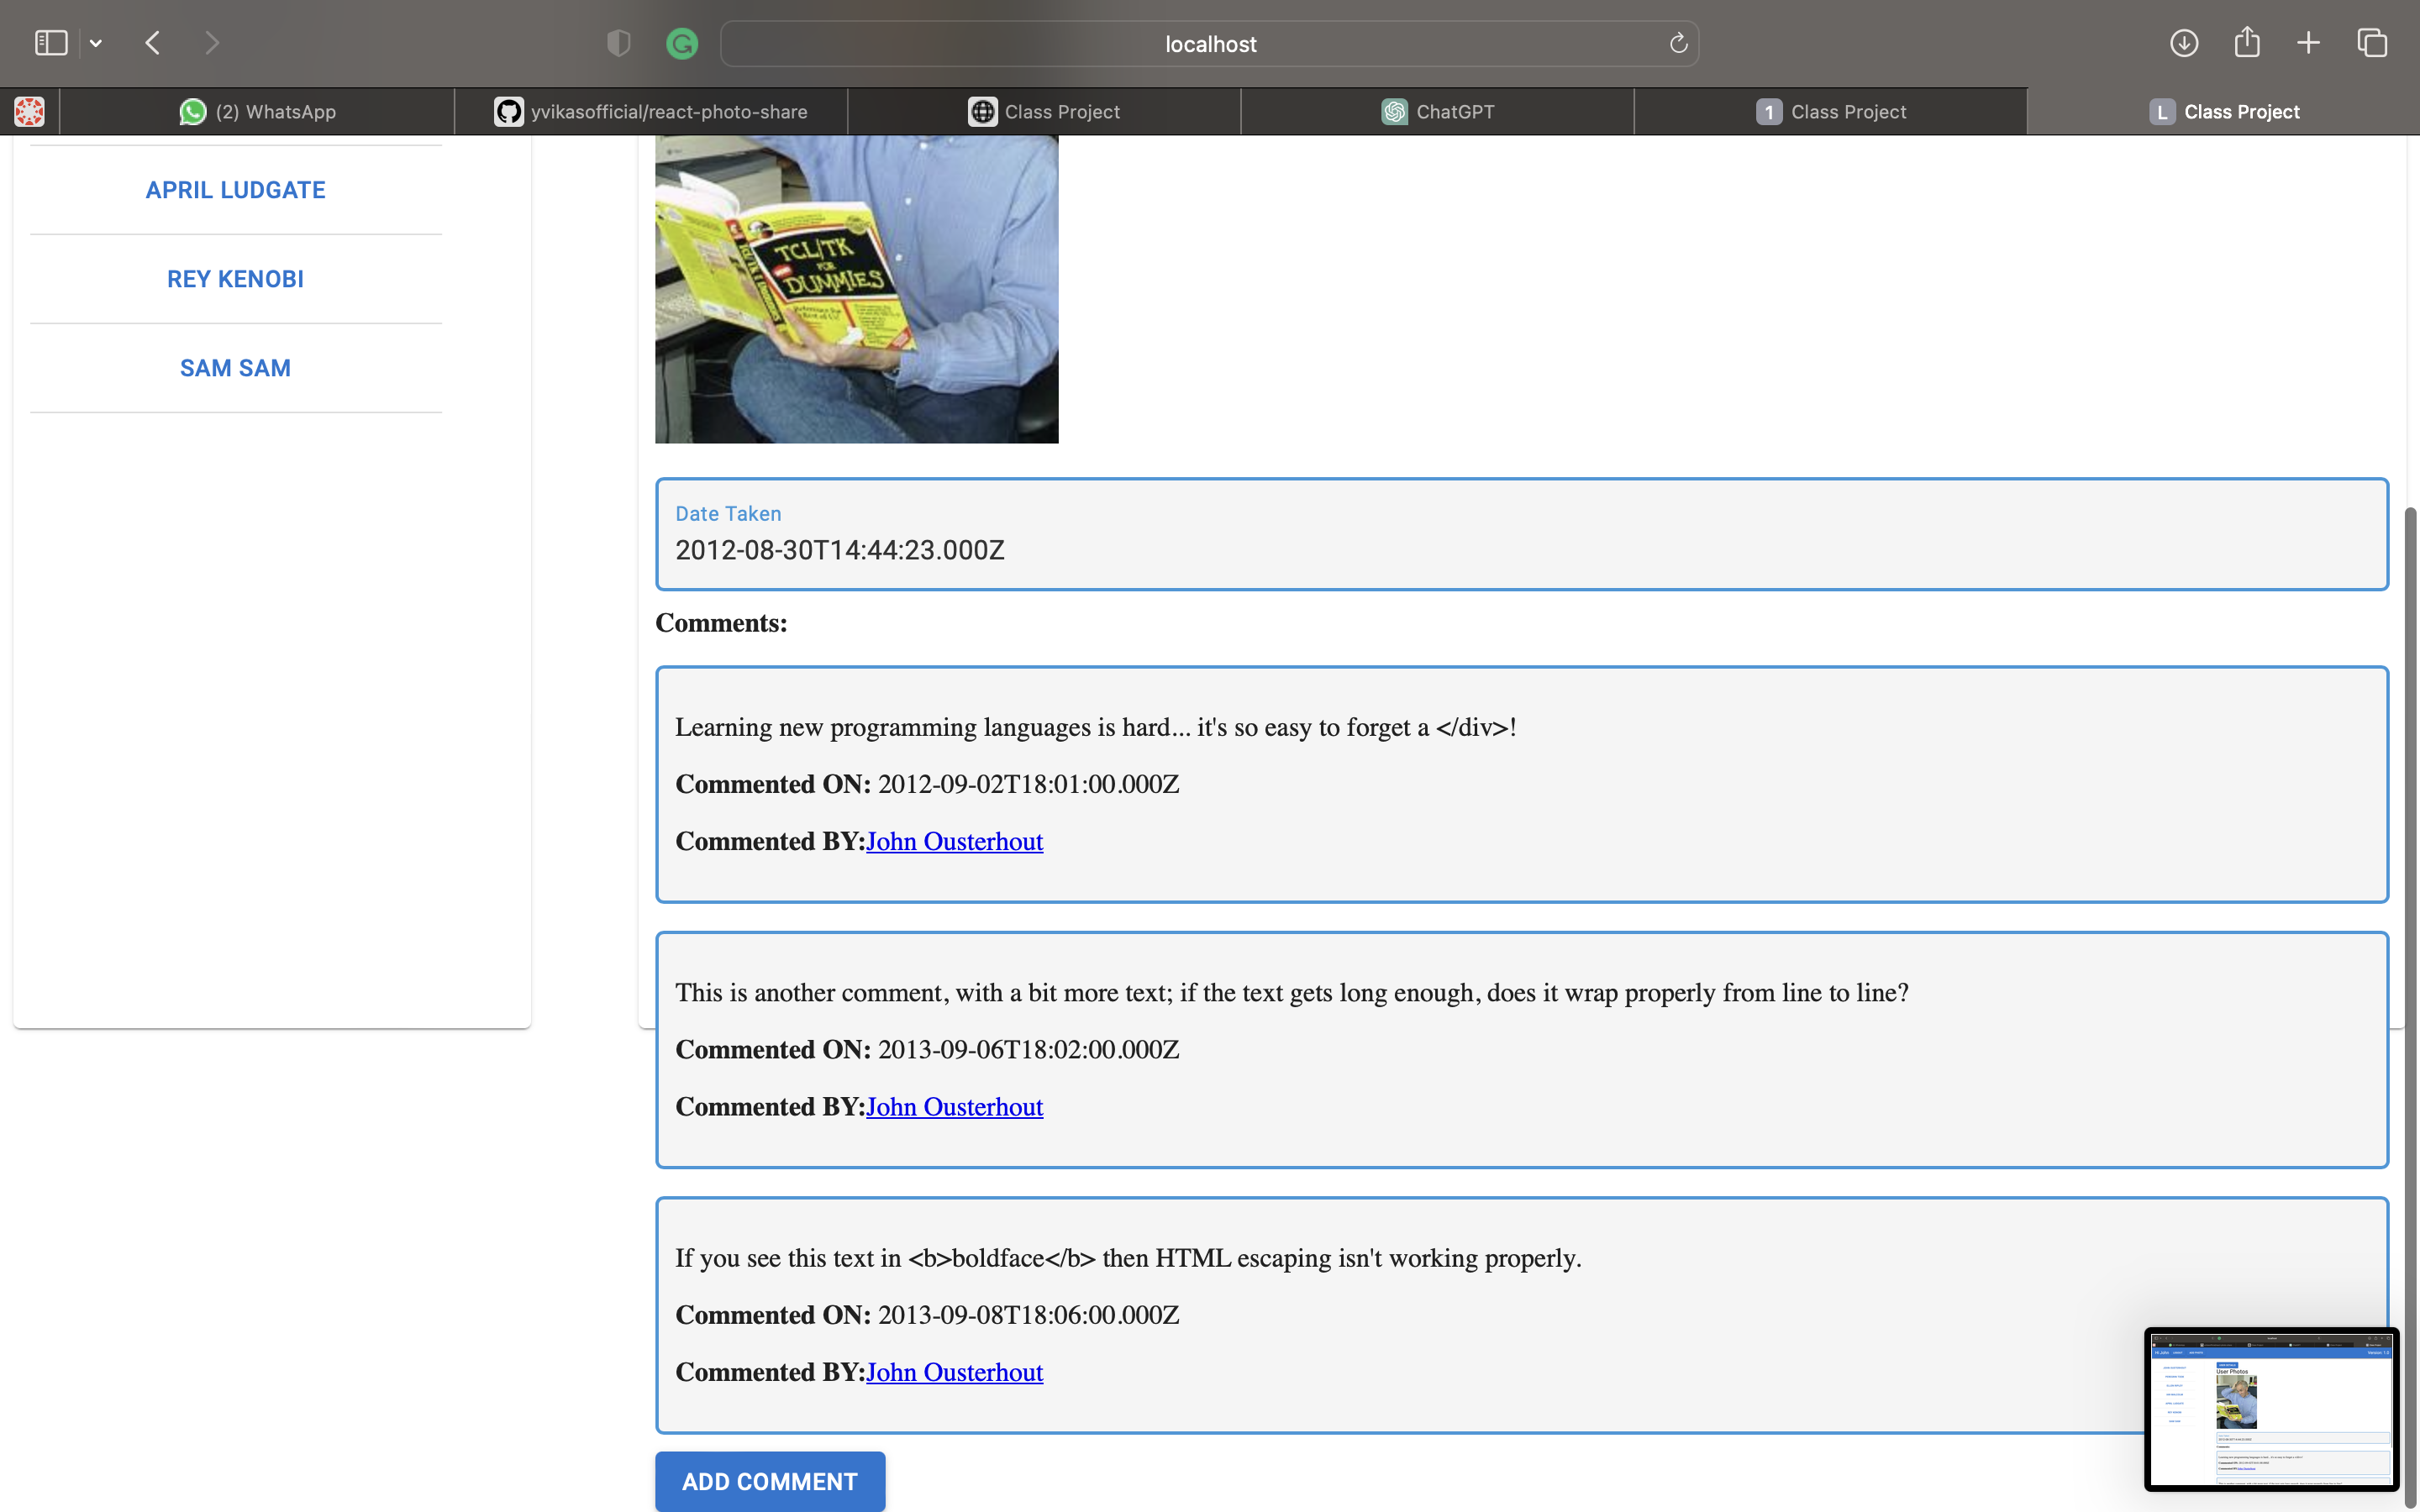 localhost
(2) WhatsApp
yvikasofficial/react-photo-share
Class Project
ChatGPT
1 Class Project
L Class Project
APRIL LUDGATE
REY KENOBI
SAM SAM
TCL/TK
FOR
DUMMIES
Date Taken
2012-08-30T14:44:23.000Z
Comments:
Learning new programming languages is hard... it's so easy to forget a </div>!
Commented ON: 2012-09-02T18:01:00.000Z
Commented BY:John Ousterhout
This is another comment, with a bit more text; if the text gets long enough, does it wrap properly from line to line?
Commented ON: 2013-09-06T18:02:00.000Z
Commented BY:John Ousterhout
If you see this text in <b>boldface</b> then HTML escaping isn't working properly.
Commented ON: 2013-09-08T18:06:00.000Z
Commented BY:John Ousterhout
User Photos
ADD COMMENT